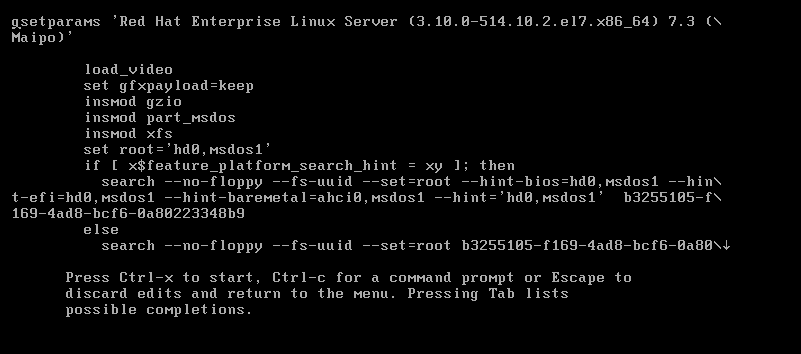 gsetparams 'Red Hat Enterprise Linux Server (3.10.0-514.10.2.el7.x86_64) 7.3 (\
Maipo)'
load_video
set gfxpayload=keep
insmod gzio
insmod part_msdos
insmod xfs
set root='hd0,msdos1'
if [ x$feature_platform_search_hint = xy ]; then
search --no-floppy --fs-uuid --set=root --hint-bios=hd0,msdos1 --hin\
t-efi=hd0,msdos1 --hint-baremetal=ahci0,msdos1 --hint='hd0,msdos1'  b3255105-f\
169-4ad8-bcf6-0a80223348b9
else
search --no-floppy --fs-uuid --set=root b3255105-f169-4ad8-bcf6-0a80\↓
Press Ctrl-x to start, Ctrl-c for a command prompt or Escape to
discard edits and return to the menu. Pressing Tab lists
possible completions.